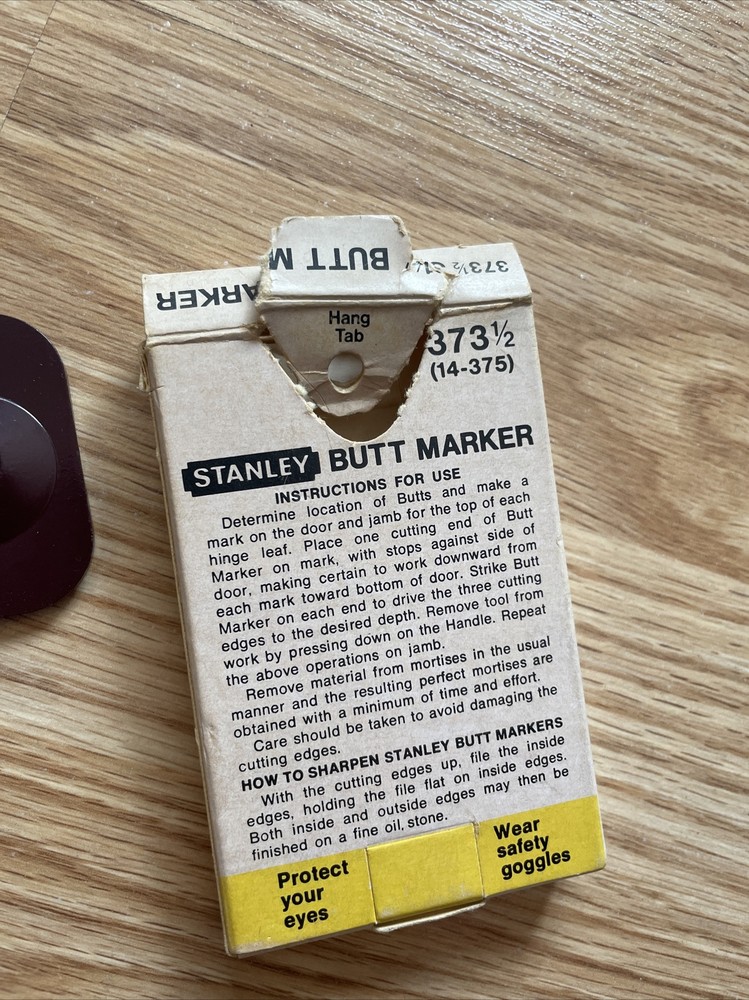 BUTT M
ARKER
373½
Hang
Tab
373½
(14-375)
STANLEY BUTT MARKER
INSTRUCTIONS FOR USE
Determine location of Butts and make a
mark on the door and jamb for the top of each
hinge leaf. Place one cutting end of Butt
Marker on mark, with stops against side of
door, making certain to work downward from
each mark toward bottom of door. Strike Butt
Marker on each end to drive the three cutting
edges to the desired depth. Remove tool from
work by pressing down on the Handle. Repeat
the above operations on jamb.
Remove material from mortises in the usual
manner and the resulting perfect mortises are
obtained with a minimum of time and effort.
Care should be taken to avoid damaging the
cutting edges.
HOW TO SHARPEN STANLEY BUTT MARKERS
With the cutting edges up, file the inside
edges, holding the file flat on inside edges.
Both inside and outside edges may then be
finished on a fine oil stone.
Protect
your
eyes
Wear
safety
goggles